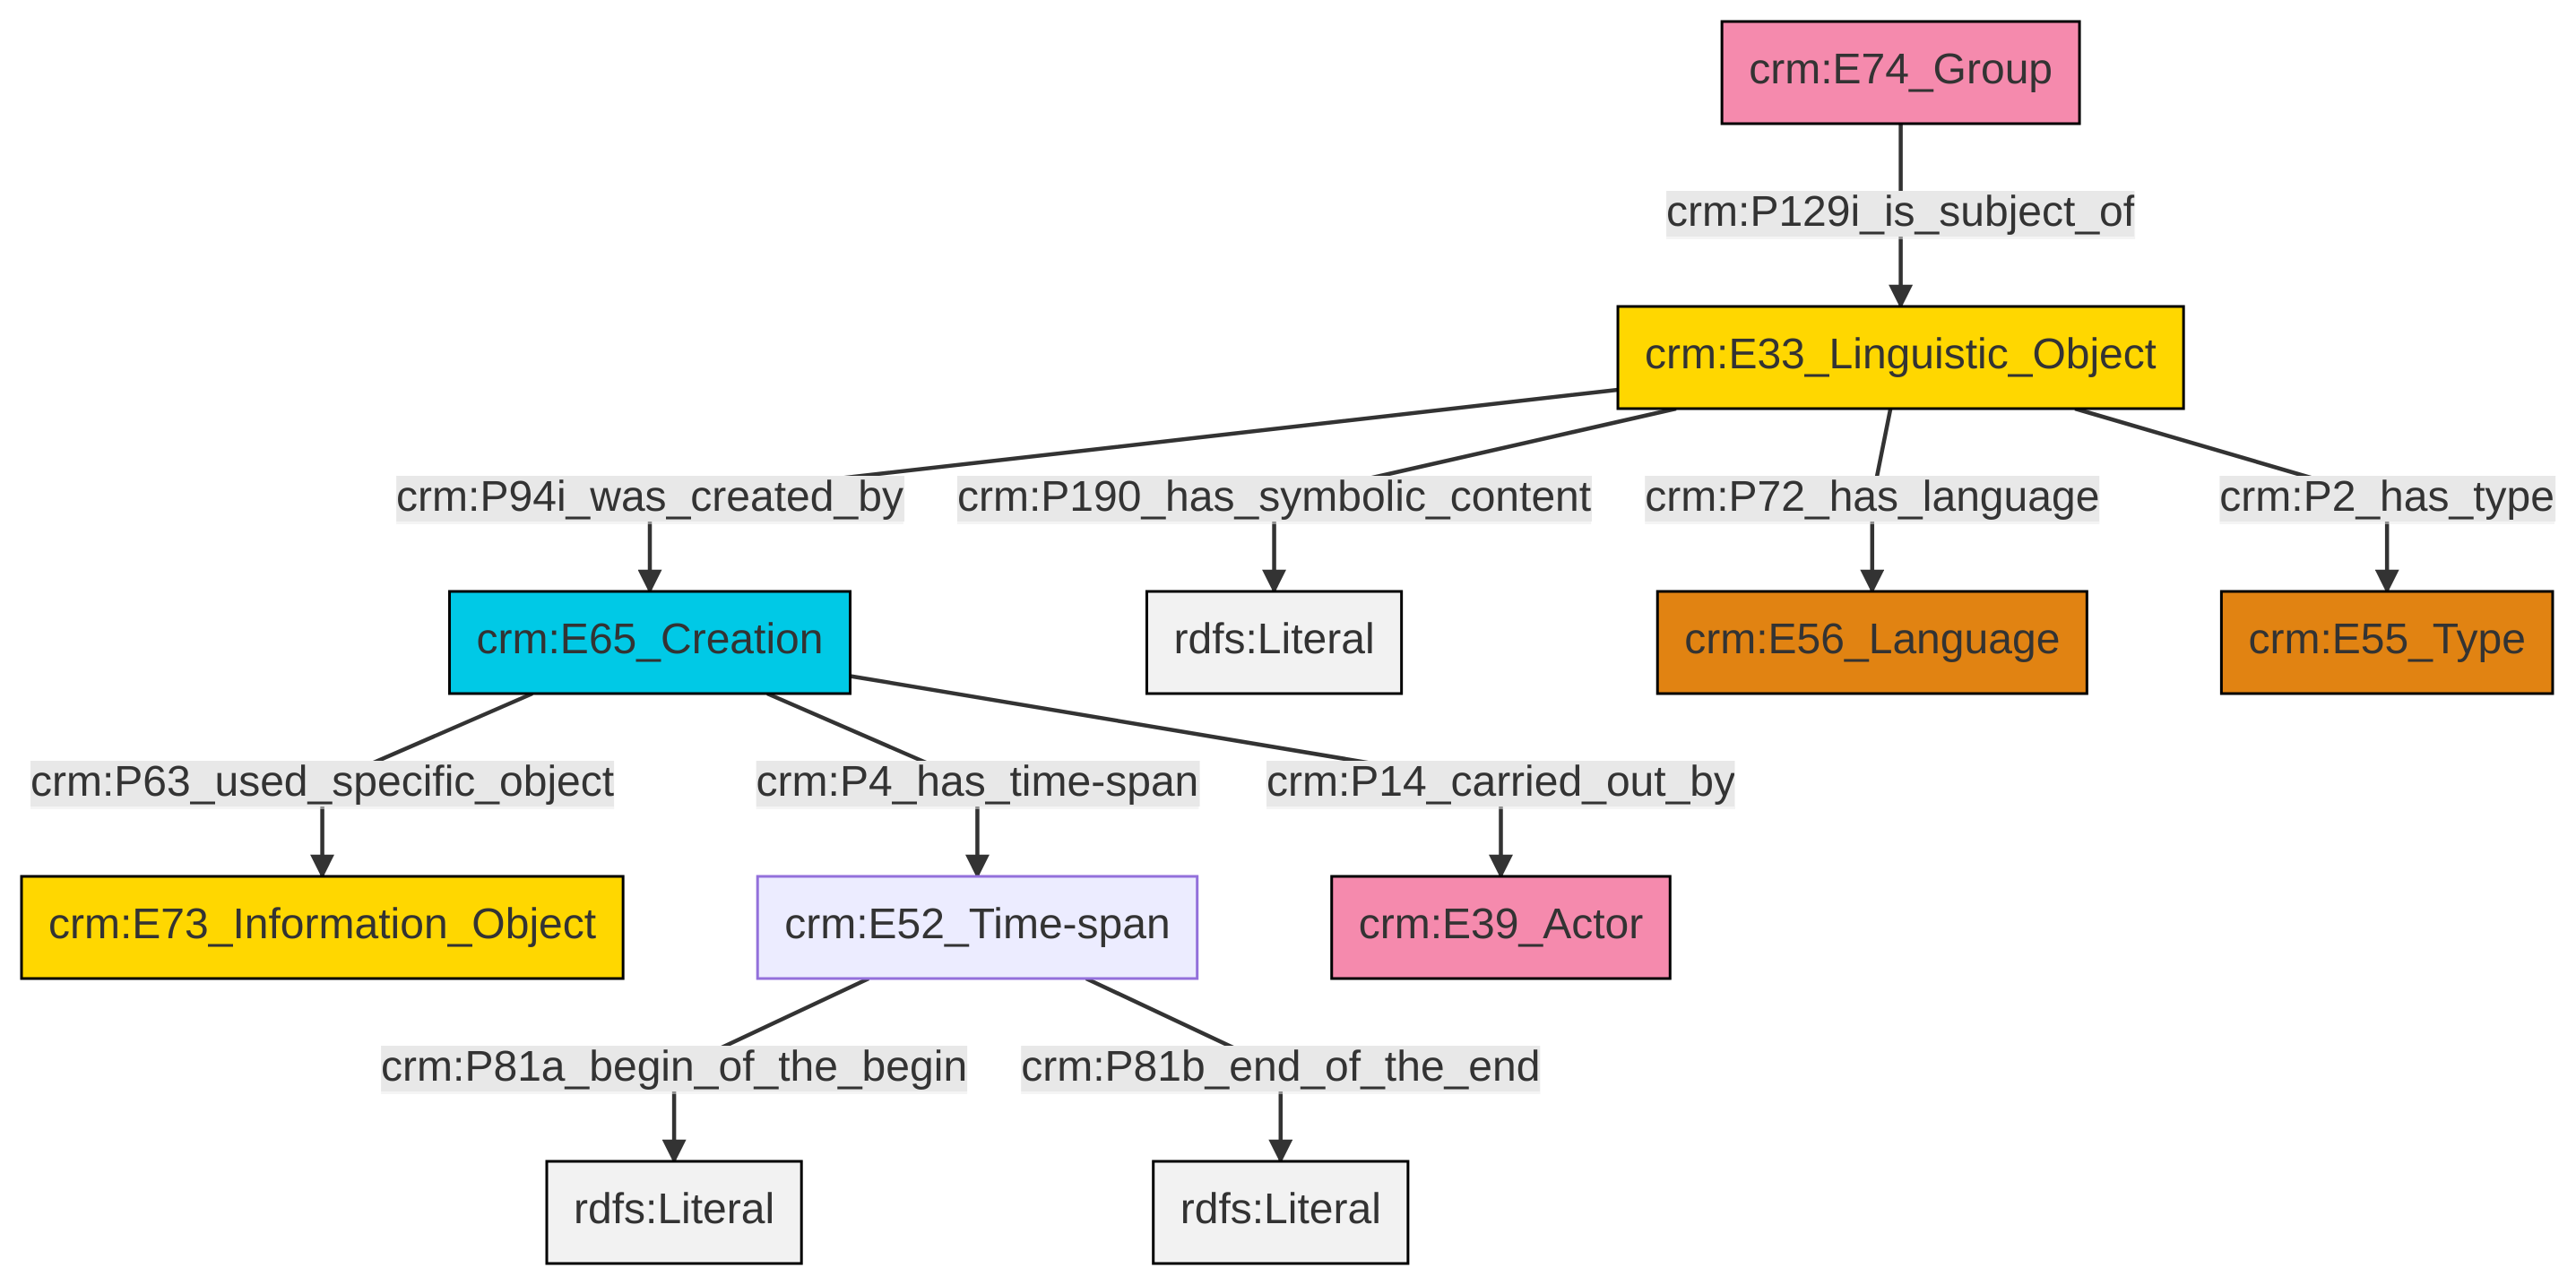 crm:E74_Group
crm:P129i_is_subject_of
crm:E33_Linguistic_Object
crm:P94i_was_created_by
crm:P190_has_symbolic_content
crm:P72_has_language
crm:P2_has_type
crm:E65_Creation
rdfs:Literal
crm:E56_Language
crm:E55_Type
crm:P63_used_specific_object
crm:P4_has_time-span
crm:P14_carried_out_by
crm:E73_Information_Object
crm:E52_Time-span
crm:E39_Actor
crm:P81a_begin_of_the_begin
crm:P81b_end_of_the_end
rdfs:Literal
rdfs:Literal